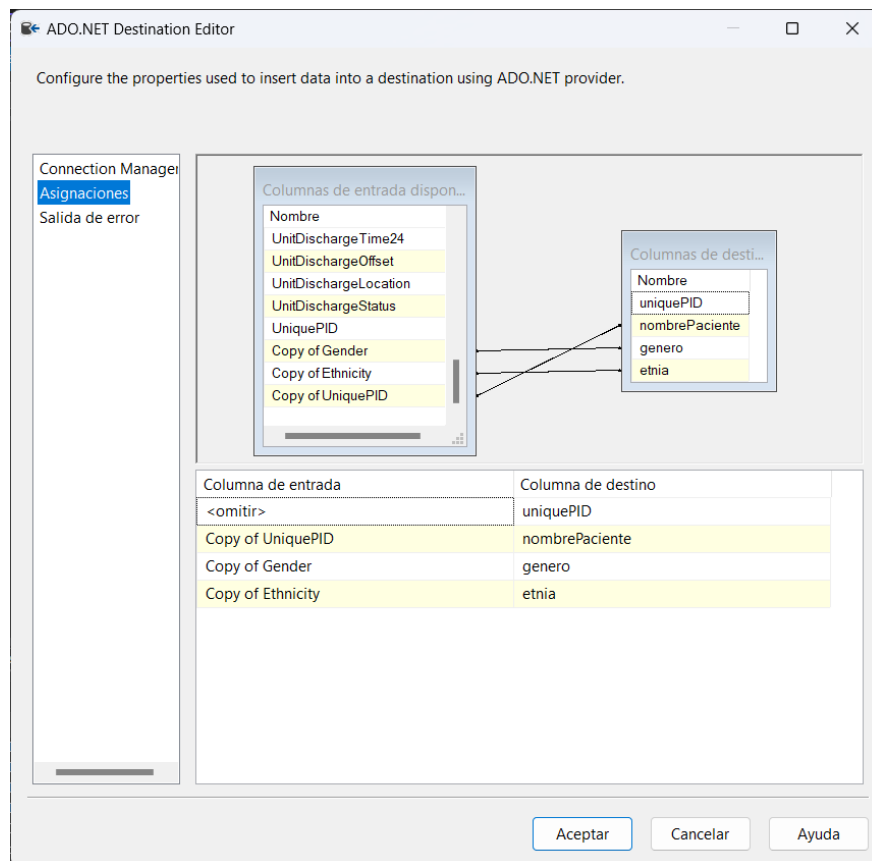 ADO.NET Destination Editor
Configure the properties used to insert data into a destination using ADO.NET provider.
Connection Manager
Asignaciones
Salida de error
Columnas de entrada dispon...
Nombre
UnitDischargeTime24
UnitDischargeOffset
UnitDischargeLocation
UnitDischargeStatus
UniquePID
Copy of Gender
Copy of Ethnicity
Copy of UniquePID
Columnas de desti...
Nombre
uniquePID
nombrePaciente
genero
etnia
Columna de entrada Columna de destino
<omitir> uniquePID
Copy of UniquePID nombrePaciente
Copy of Gender genero
Copy of Ethnicity etnia
Aceptar Cancelar Ayuda